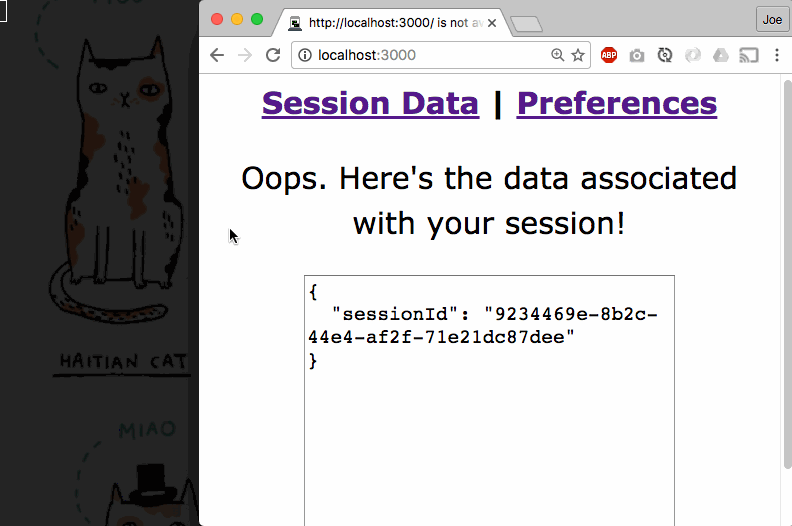 http://localhost:3000/ is not av
Joe
localhost:3000
ABP
Session Data | Preferences
Oops. Here's the data associated
with your session!
{
"sessionId": "9234469e-8b2c-
44e4-af2f-71e21dc87dee"
}
HAITIAN CAT
MIAO